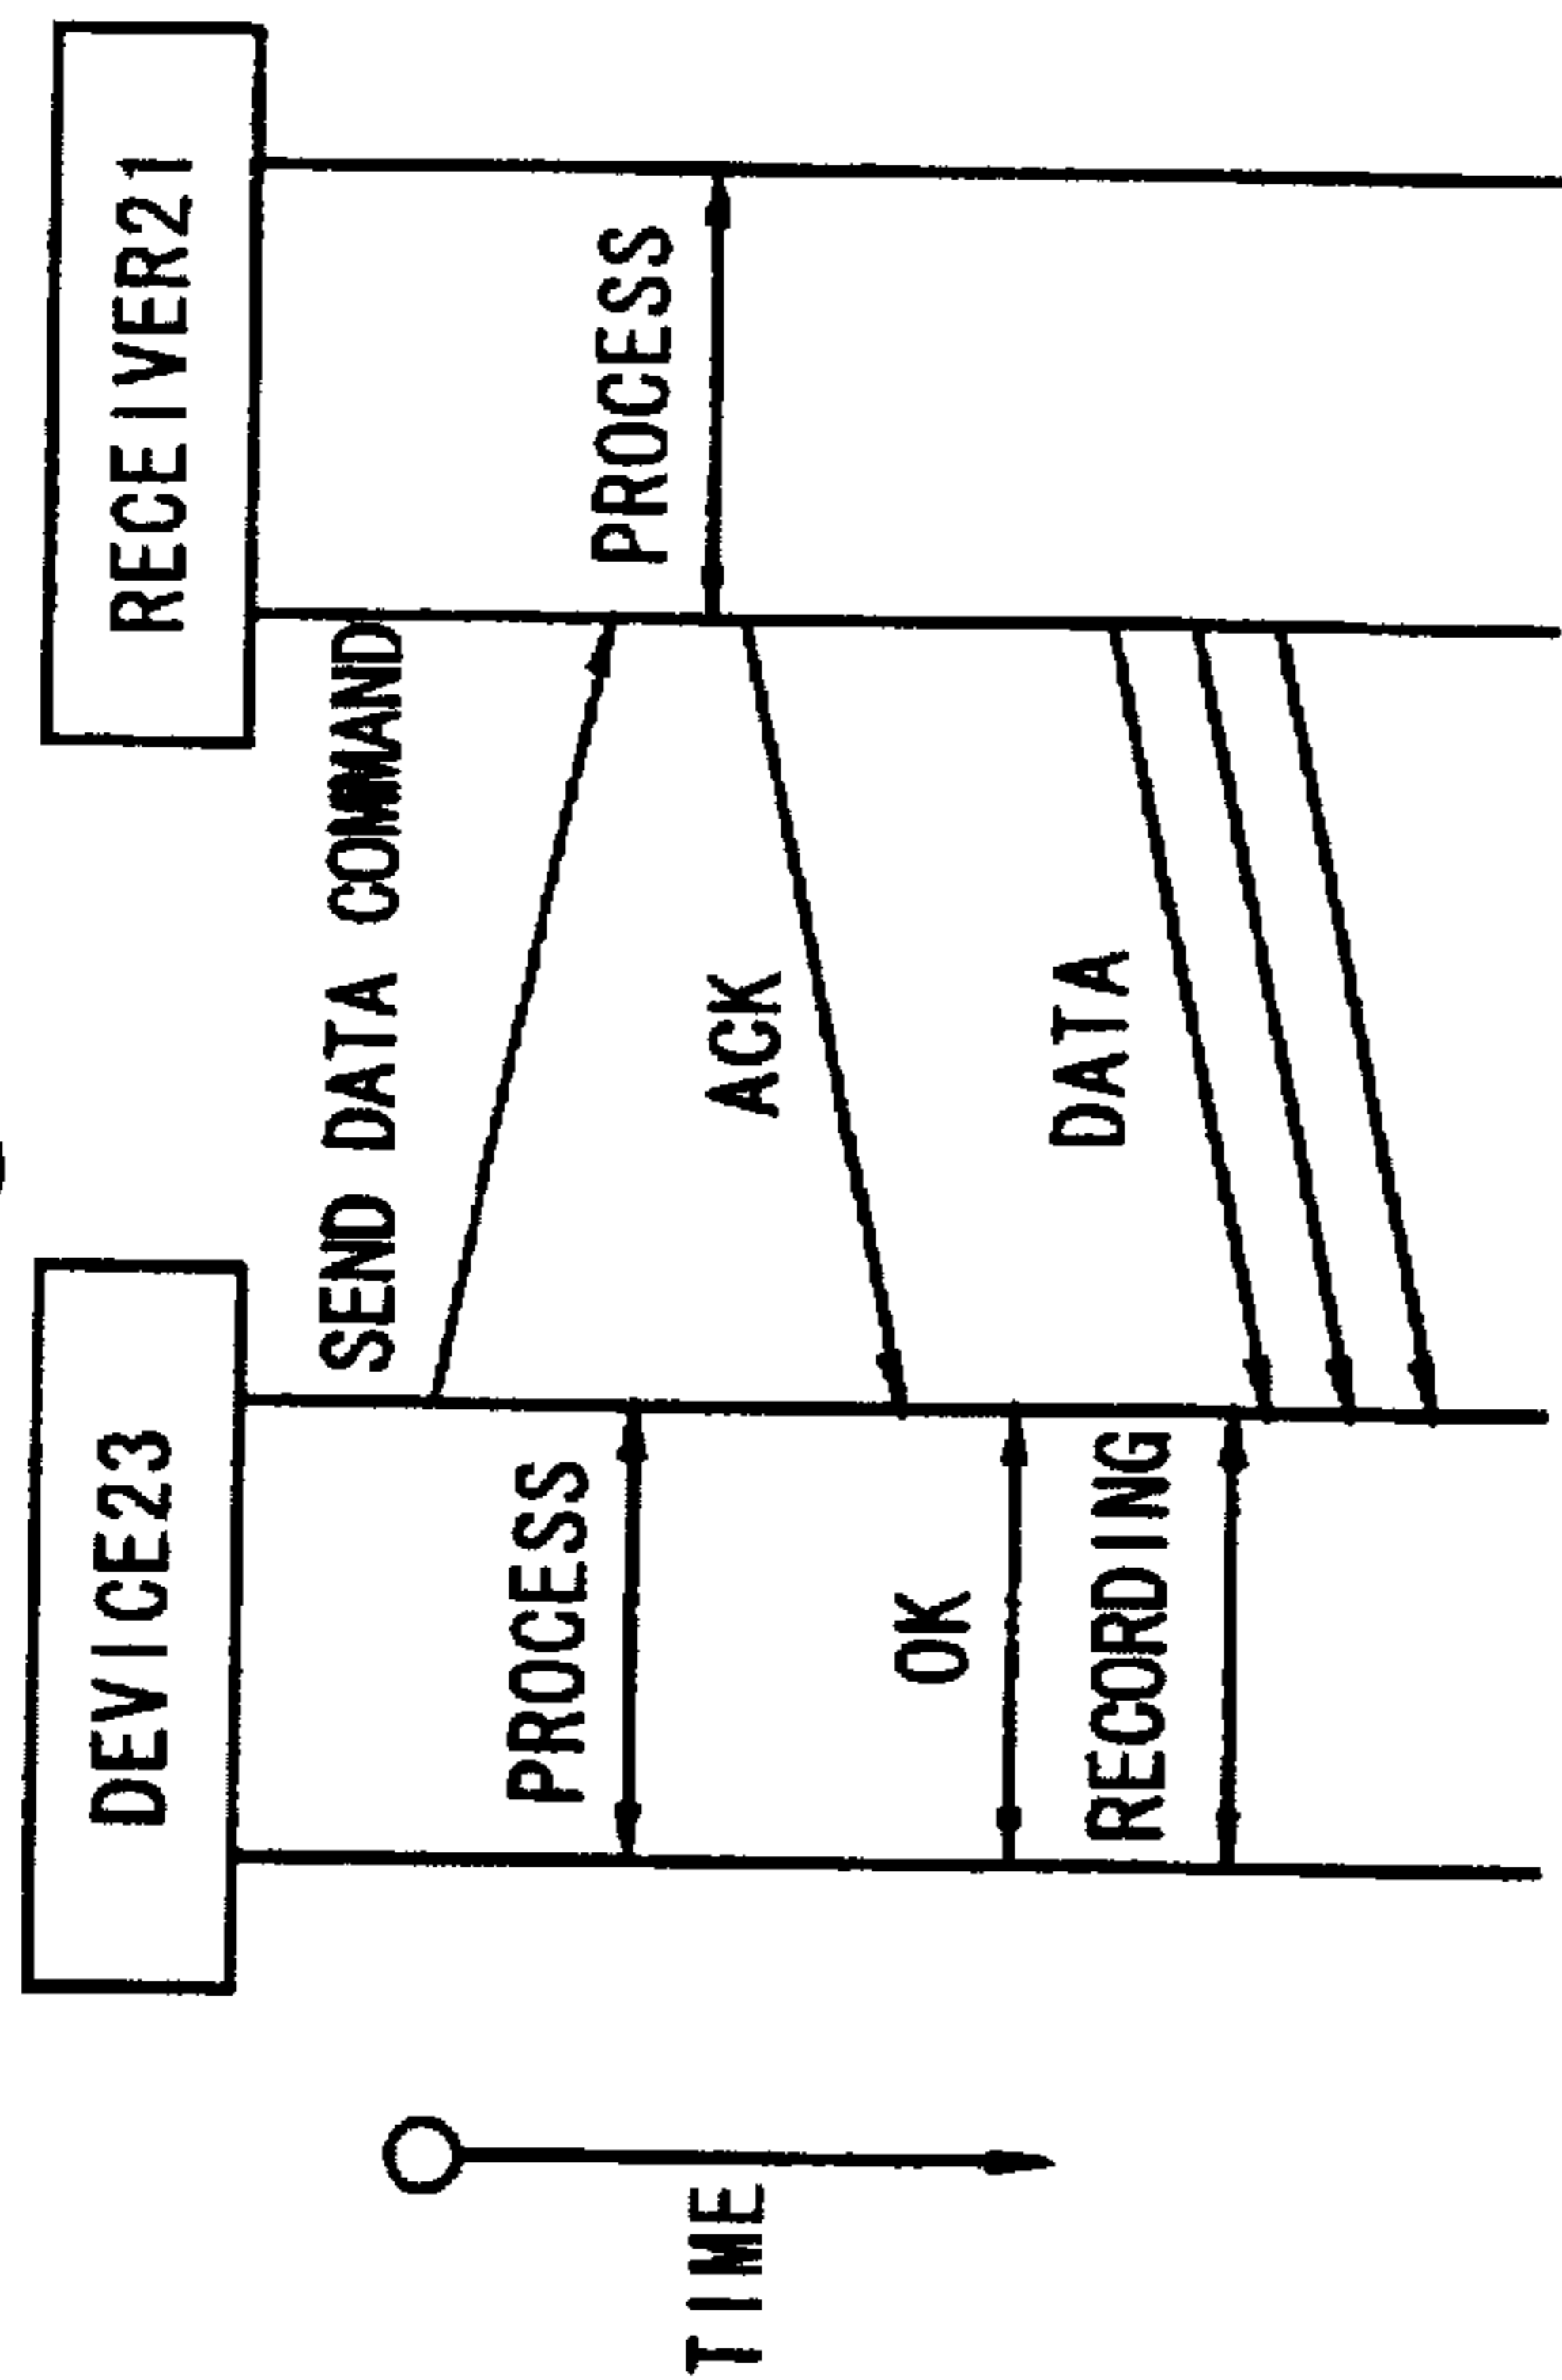 DEVICE23
RECEIVER21
SEND DATA COMMAND
PROCESS
PROCESS
TIME
ACK
OK
DATA
RECORDING